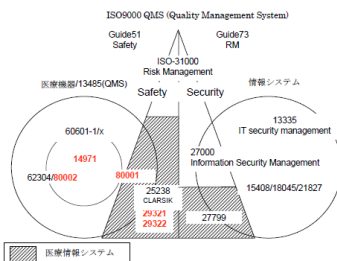 ISO9000 QMS (Quality Management System)
Guide51
Safety
Guide73
RM
ISO-31000
Risk Management
医療機器/13485(QMS)
情報システム
Safety
Security
60601-1/x
14971
62304/80002
80001
13335
IT security management
27000
Information Security Management
15408/18045/21827
25238
CLARSIK
29321
29322
27799
医療情報システム